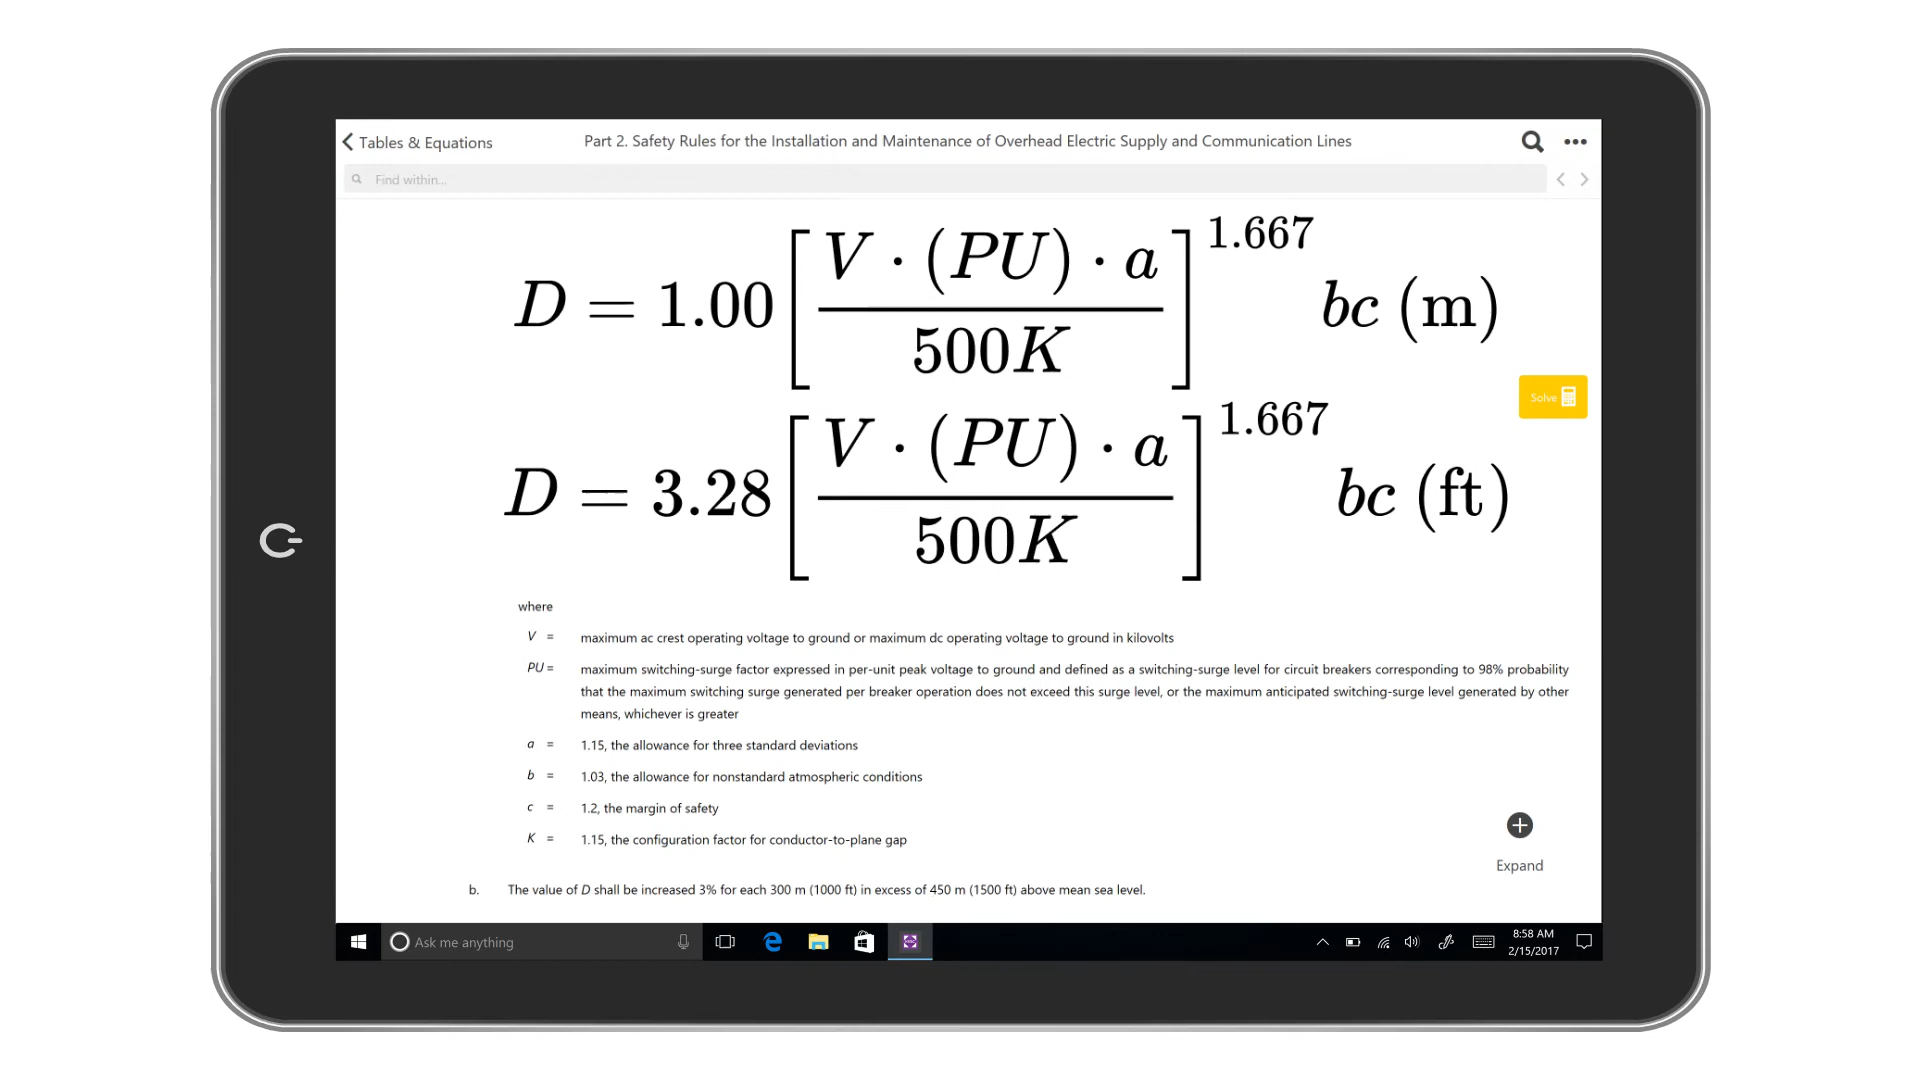 Tables & Equations
Part 2. Safety Rules for the Installation and Maintenance of Overhead Electric Supply and Communication Lines
Find within...
D = 1.00 [ V · (PU) · a / 500K ]^1.667 bc (m)
Solve
D = 3.28 [ V · (PU) · a / 500K ]^1.667 bc (ft)
where
V = maximum ac crest operating voltage to ground or maximum dc operating voltage to ground in kilovolts
PU = maximum switching-surge factor expressed in per-unit peak voltage to ground and defined as a switching-surge level for circuit breakers corresponding to 98% probability
that the maximum switching surge generated per breaker operation does not exceed this surge level, or the maximum anticipated switching-surge level generated by other
means, whichever is greater
a = 1.15, the allowance for three standard deviations
b = 1.03, the allowance for nonstandard atmospheric conditions
c = 1.2, the margin of safety
K = 1.15, the configuration factor for conductor-to-plane gap
Expand
b. The value of D shall be increased 3% for each 300 m (1000 ft) in excess of 450 m (1500 ft) above mean sea level.
Ask me anything
8:58 AM
2/15/2017